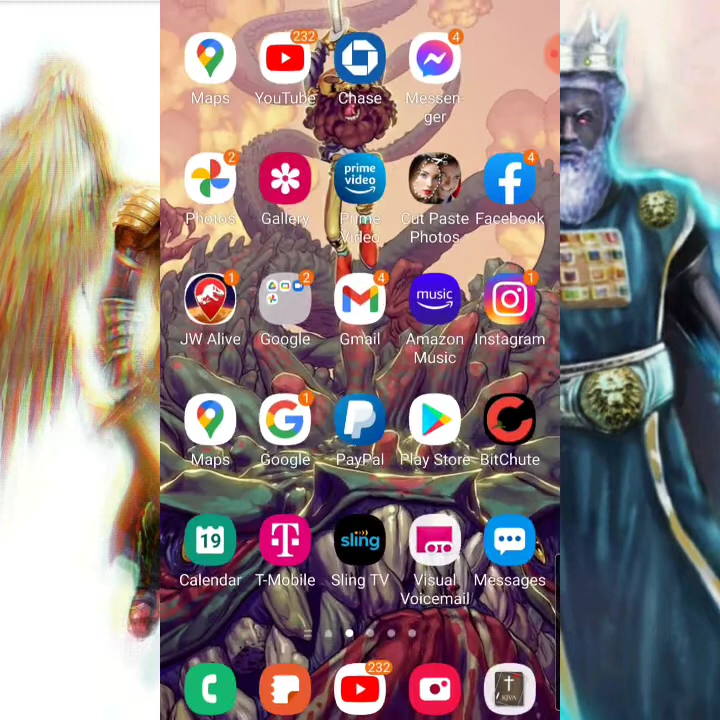 232
4
Maps
YouTube
Chase
Messen-
ger
2
prime
video
4
Photos
Gallery
Prime
Video
Cut Paste
Photos
Facebook
1
2
4
music
1
JW Alive
Google
Gmail
Amazon
Music
Instagram
1
Maps
Google
PayPal
Play Store
BitChute
19
T
sling
Calendar
T-Mobile
Sling TV
Visual
Voicemail
Messages
232
KJVA